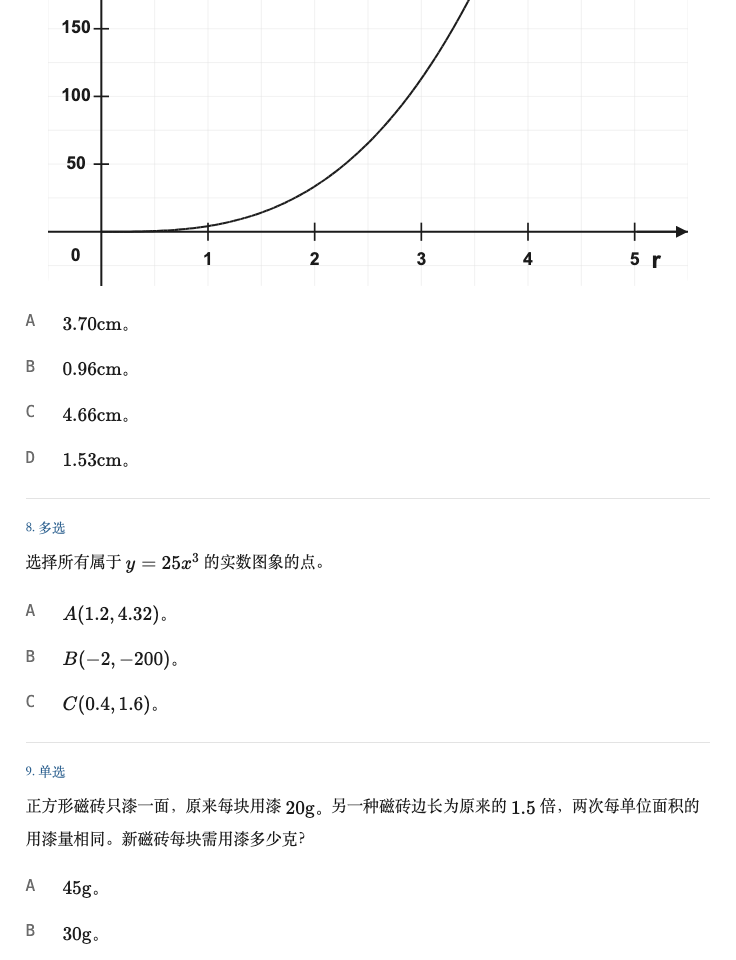 150
100
50
0 1 2 3 4 5 r
A 3.70cm。
B 0.96cm。
C 4.66cm。
D 1.53cm。
8. 多选
选择所有属于 y = 25x³ 的实数图象的点。
A A(1.2, 4.32)。
B B(−2, −200)。
C C(0.4, 1.6)。
9. 单选
正方形磁砖只漆一面，原来每块用漆 20g。另一种磁砖边长为原来的 1.5 倍，两次每单位面积的
用漆量相同。新磁砖每块需用漆多少克？
A 45g。
B 30g。